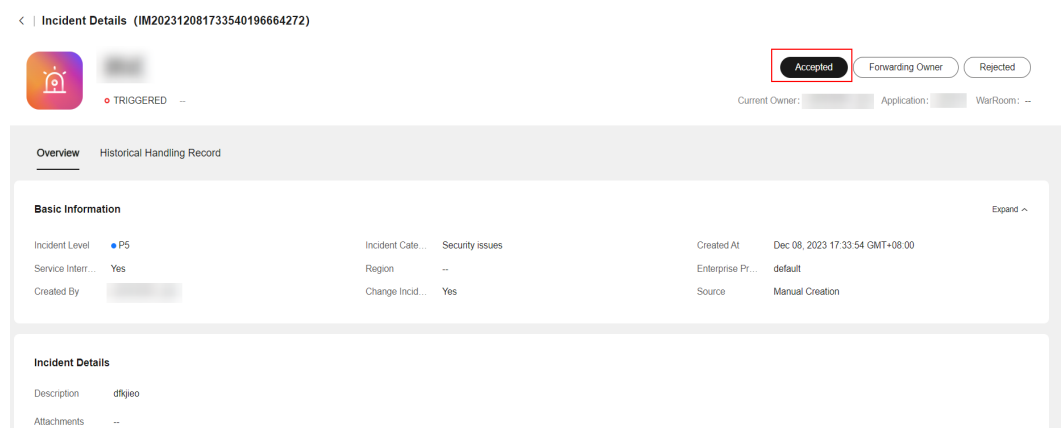 < | Incident Details (IM20231208173354019664272)
Accepted Forwarding Owner Rejected
TRIGGERED --
Current Owner: Application: WarRoom: --
Overview Historical Handling Record
Basic Information Expand
Incident Level P5 Incident Cate... Security issues Created At Dec 08, 2023 17:33:54 GMT+08:00
Service Interr... Yes Region -- Enterprise Pr... default
Created By Change Incid... Yes Source Manual Creation
Incident Details
Description dfkjieo
Attachments --